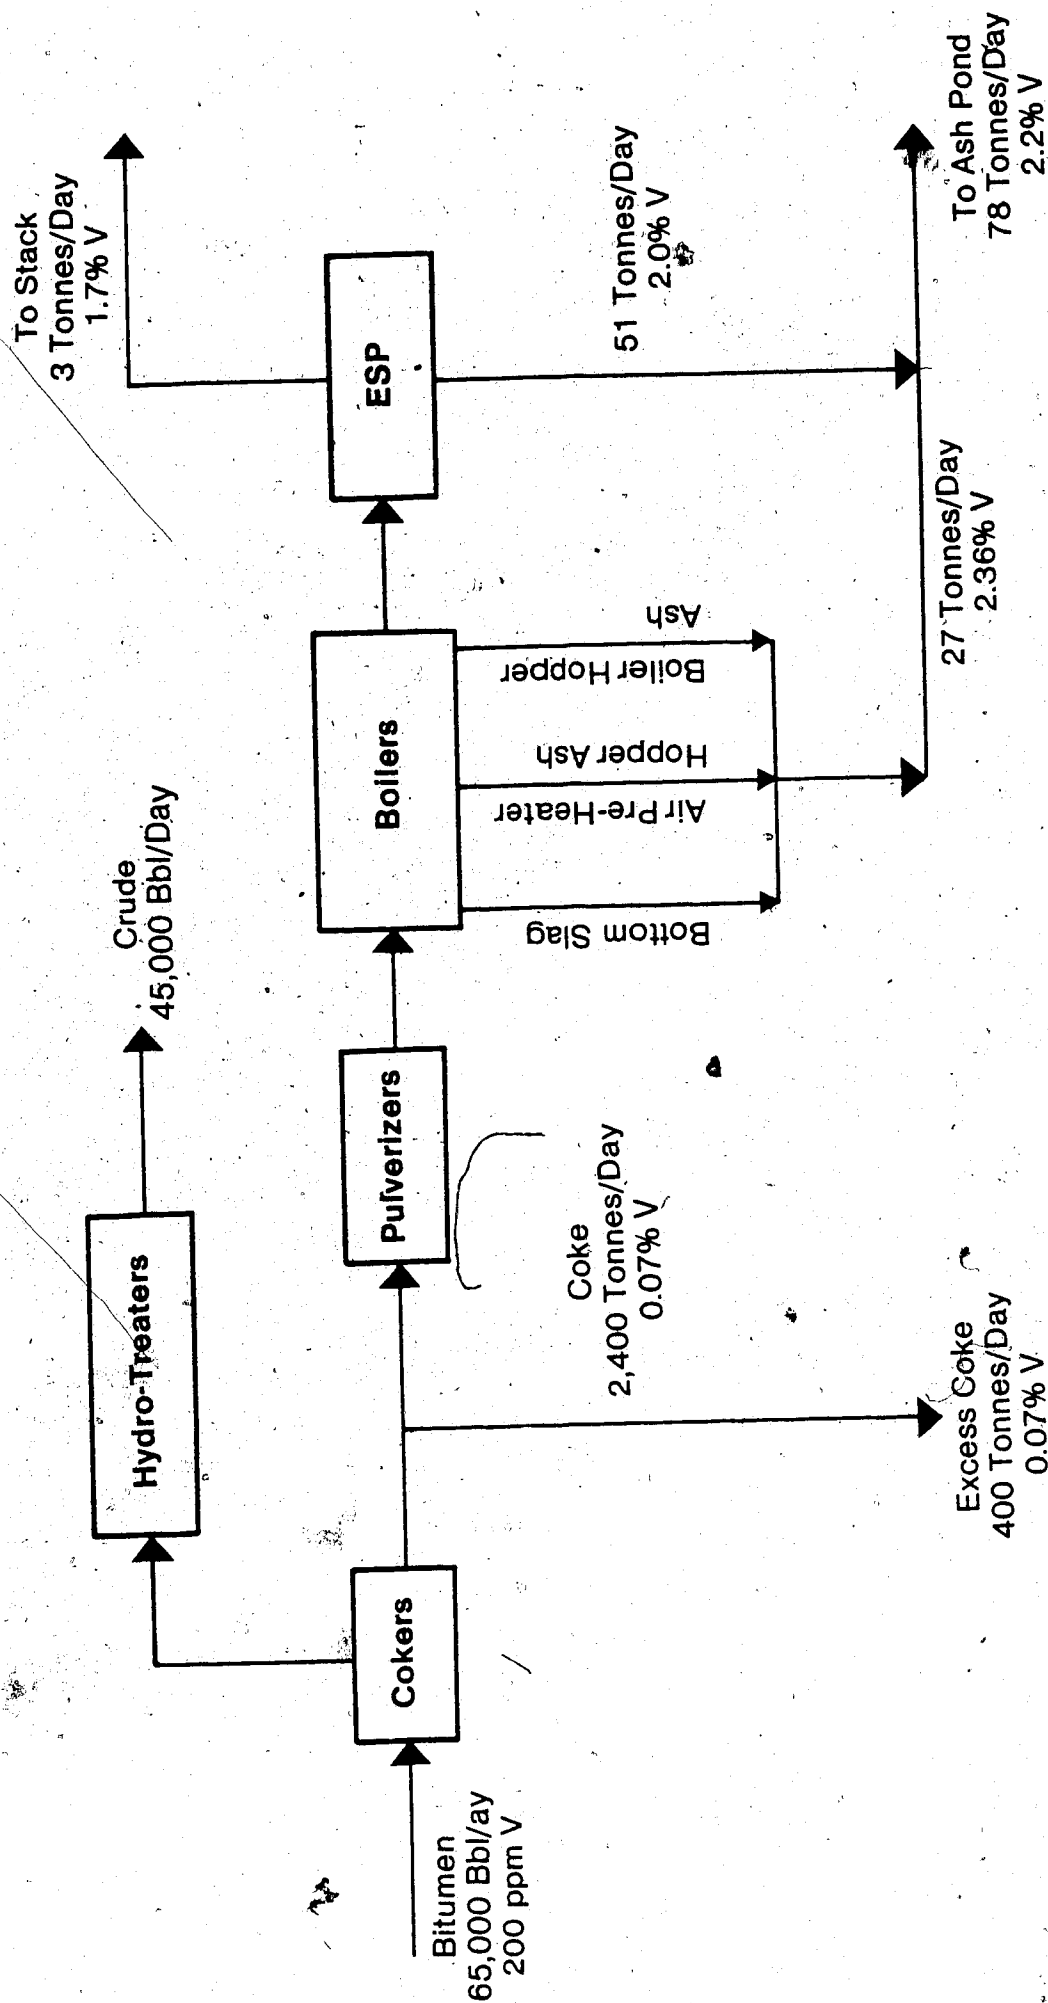 Bitumen
65,000 Bbl/ay
200 ppm V
Cokers
Hydro-Treaters
Crude
45,000 Bbl/Day
Excess Coke
400 Tonnes/Day
0.07% V
Coke
2,400 Tonnes/Day
0.07% V
Pulverizers
Boilers
Bottom Slag
Air Pre-Heater
Hopper Ash
Boiler Hopper
Ash
27 Tonnes/Day
2.36% V
ESP
To Stack
3 Tonnes/Day
1.7% V
51 Tonnes/Day
2.0% V
To Ash Pond
78 Tonnes/Day
2.2% V